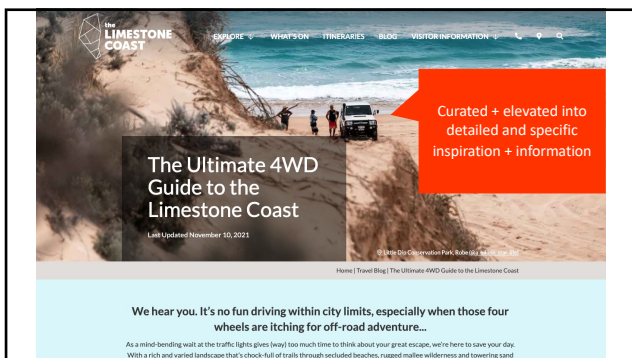 the
LIMESTONE
COAST
EXPLORE
WHAT'S ON
ITINERARIES
BLOG
VISITOR INFORMATION
Curated + elevated into
detailed and specific
inspiration + information
The Ultimate 4WD
Guide to the
Limestone Coast
Last Updated November 10, 2021
Little Dip Conservation Park, Robe
Home | Travel Blog | The Ultimate 4WD Guide to the Limestone Coast
We hear you. It's no fun driving within city limits, especially when those four
wheels are itching for off-road adventure...
As a mind-bending wait at the traffic lights gives (way) too much time to think about your great escape, we're here to save your day.
With a rich and varied landscape that's chock-full of trails through secluded beaches, rugged mallee wilderness and towering sand